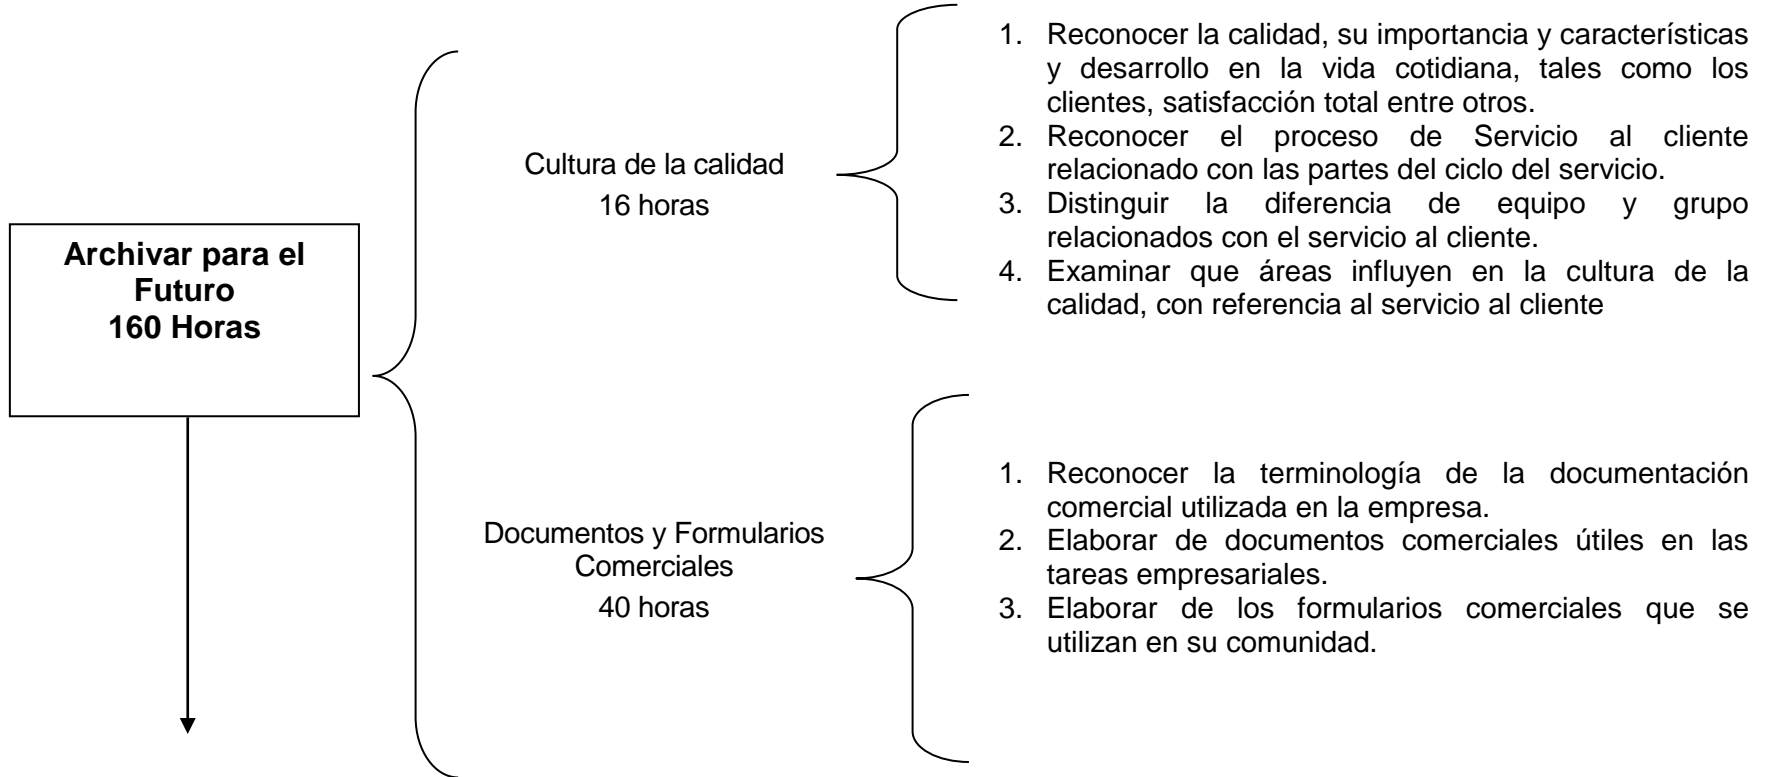 Archivar para el
Futuro
160 Horas
Cultura de la calidad
16 horas
1. Reconocer la calidad, su importancia y características
y desarrollo en la vida cotidiana, tales como los
clientes, satisfacción total entre otros.
2. Reconocer el proceso de Servicio al cliente
relacionado con las partes del ciclo del servicio.
3. Distinguir la diferencia de equipo y grupo
relacionados con el servicio al cliente.
4. Examinar que áreas influyen en la cultura de la
calidad, con referencia al servicio al cliente
Documentos y Formularios
Comerciales
40 horas
1. Reconocer la terminología de la documentación
comercial utilizada en la empresa.
2. Elaborar de documentos comerciales útiles en las
tareas empresariales.
3. Elaborar de los formularios comerciales que se
utilizan en su comunidad.